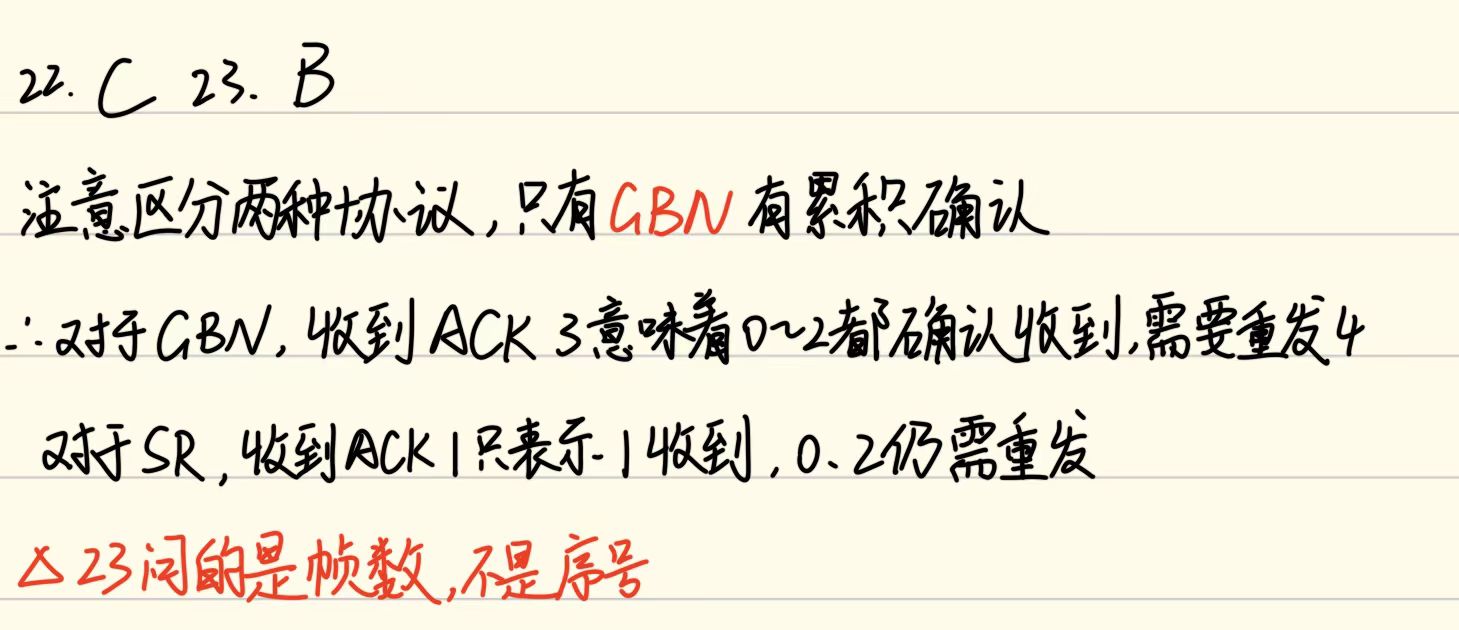 22. C 23. B
注意区分两种协议,只有GBN有累积确认
∴对于GBN,收到ACK 3意味着0~2都确认收到,需要重发4
对于SR,收到ACK1只表示1收到,0、2仍需重发
△23问的是帧数,不是序号